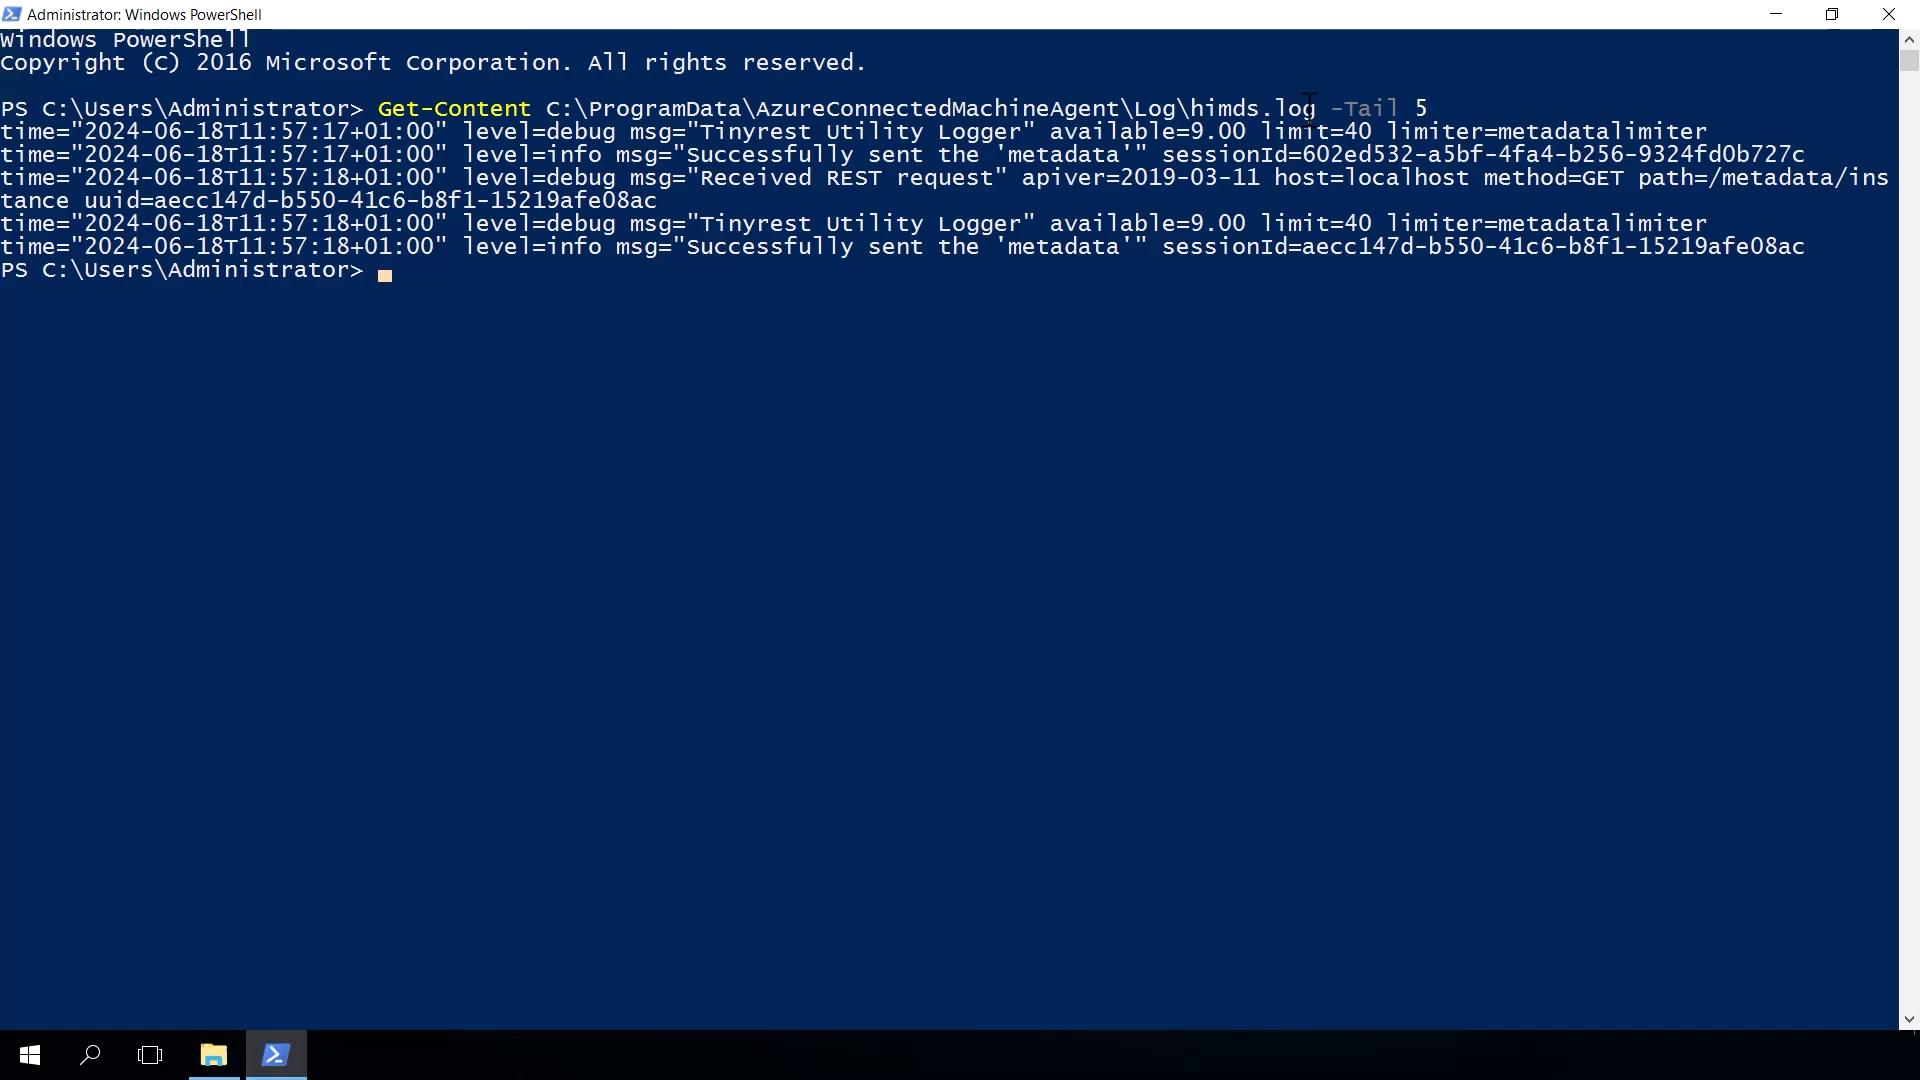 Administrator: Windows PowerShell
Windows PowerShell
Copyright (C) 2016 Microsoft Corporation. All rights reserved.
PS C:\Users\Administrator> Get-Content C:\ProgramData\AzureConnectedMachineAgent\Log\himds.log -Tail 5
time="2024-06-18T11:57:17+01:00" level=debug msg="Tinyrest Utility Logger" available=9.00 limit=40 limiter=metadatalimiter
time="2024-06-18T11:57:17+01:00" level=info msg="Successfully sent the 'metadata'" sessionId=602ed532-a5bf-4fa4-b256-9324fd0b727c
time="2024-06-18T11:57:18+01:00" level=debug msg="Received REST request" apiver=2019-03-11 host=localhost method=GET path=/metadata/ins
tance uuid=aecc147d-b550-41c6-b8f1-15219afe08ac
time="2024-06-18T11:57:18+01:00" level=debug msg="Tinyrest Utility Logger" available=9.00 limit=40 limiter=metadatalimiter
time="2024-06-18T11:57:18+01:00" level=info msg="Successfully sent the 'metadata'" sessionId=aecc147d-b550-41c6-b8f1-15219afe08ac
PS C:\Users\Administrator>